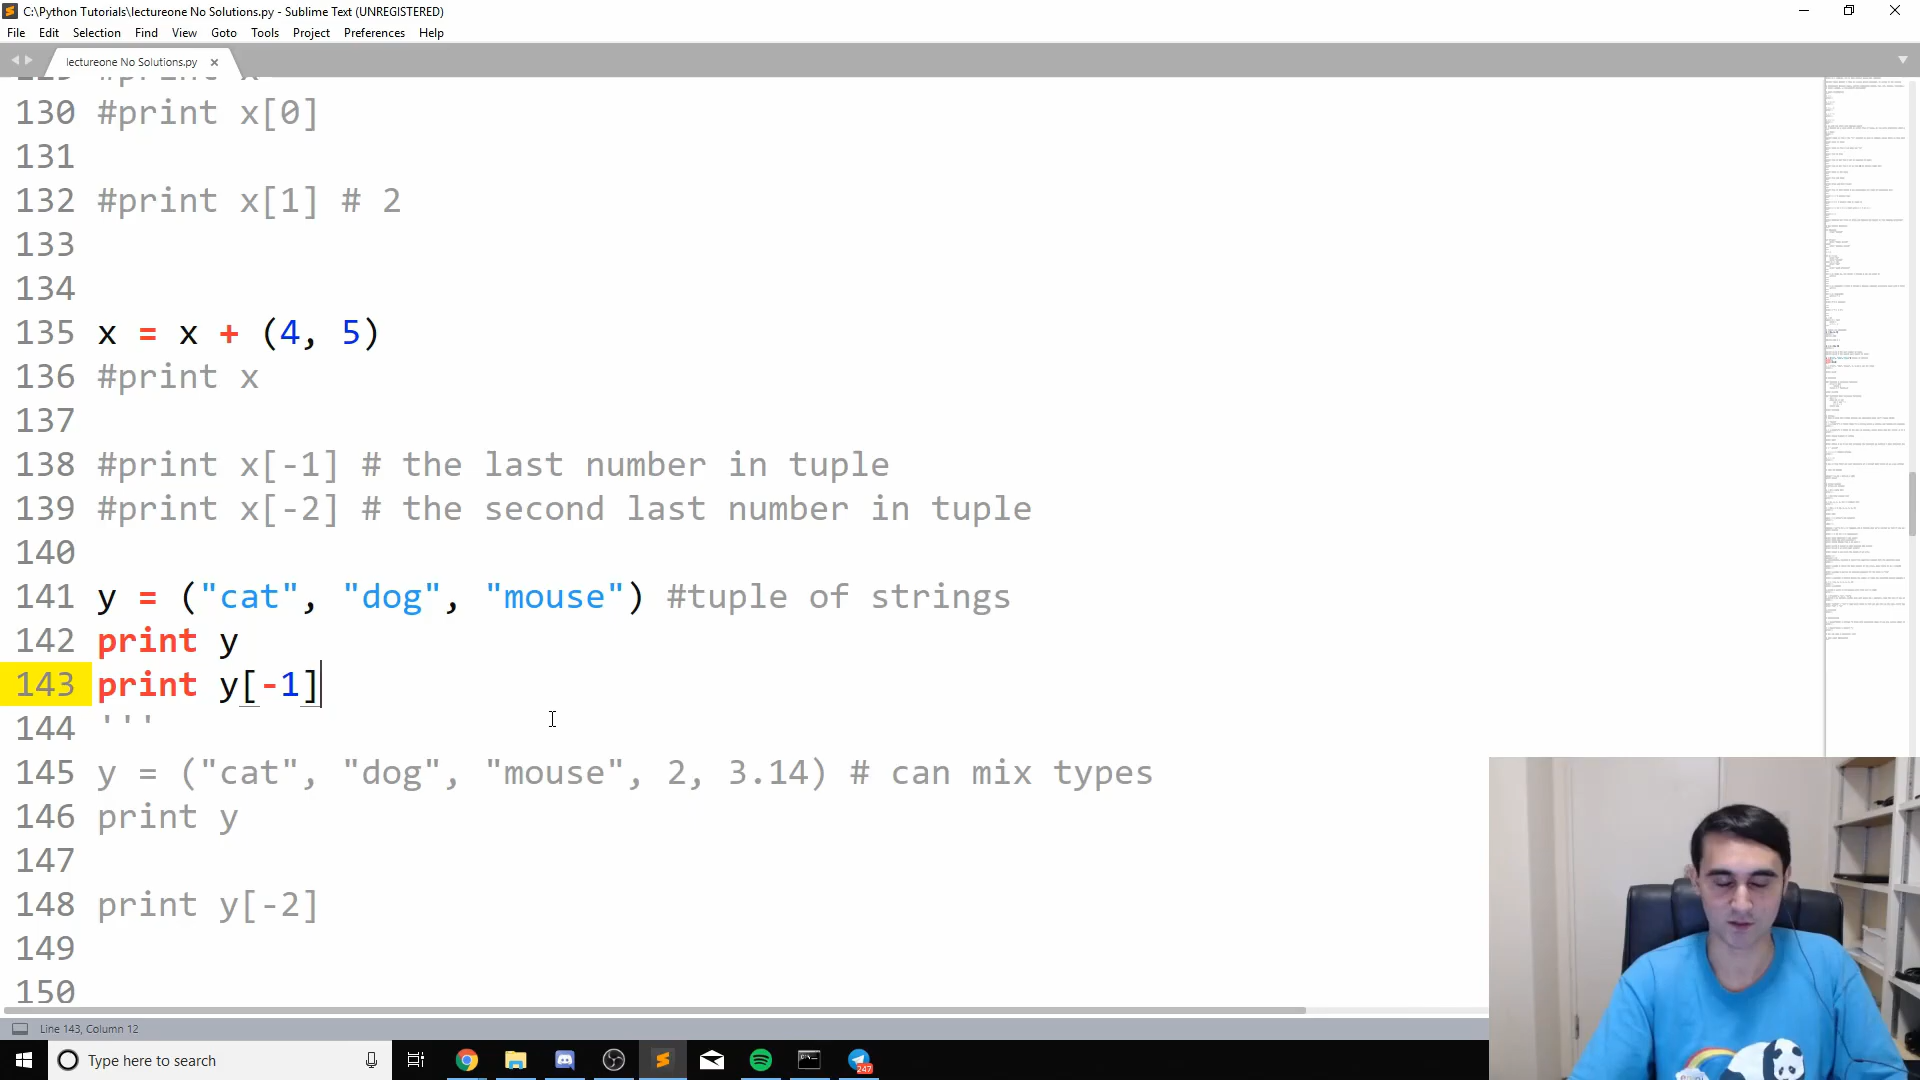 C:\Python Tutorials\lectureone No Solutions.py - Sublime Text (UNREGISTERED)
File Edit Selection Find View Goto Tools Project Preferences Help
lectureone No Solutions.py ×
129 #print x
130 #print x[0]
131
132 #print x[1] # 2
133
134
135 x = x + (4, 5)
136 #print x
137
138 #print x[-1] # the last number in tuple
139 #print x[-2] # the second last number in tuple
140
141 y = ("cat", "dog", "mouse") #tuple of strings
142 print y
143 print y[-1]
144 '''
145 y = ("cat", "dog", "mouse", 2, 3.14) # can mix types
146 print y
147
148 print y[-2]
149
150
Line 143, Column 12
Type here to search
247